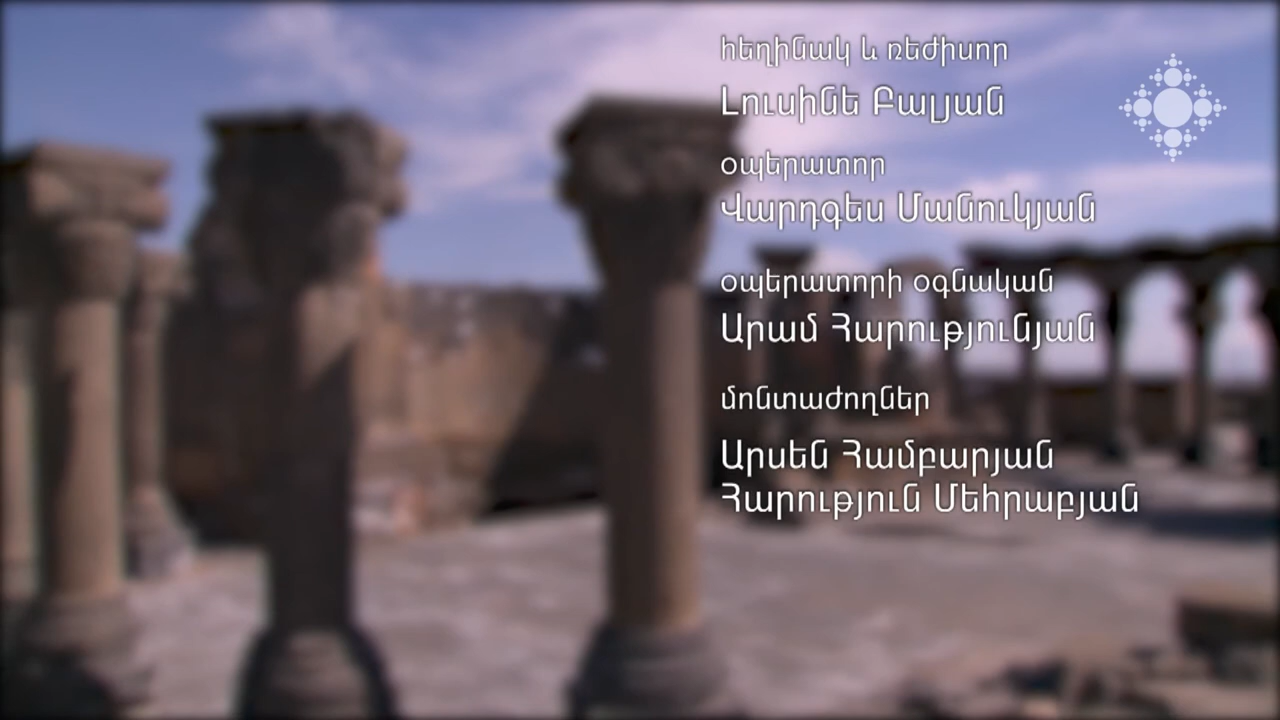 հեղինակ և ռեժիսոր
Լուսինե Բալյան
օպերատոր
Վարդգես Մանուկյան
օպերատորի օգնական
Արամ Հարությունյան
մոնտաժողներ
Արսեն Համբարյան
Հարություն Մեհրաբյան